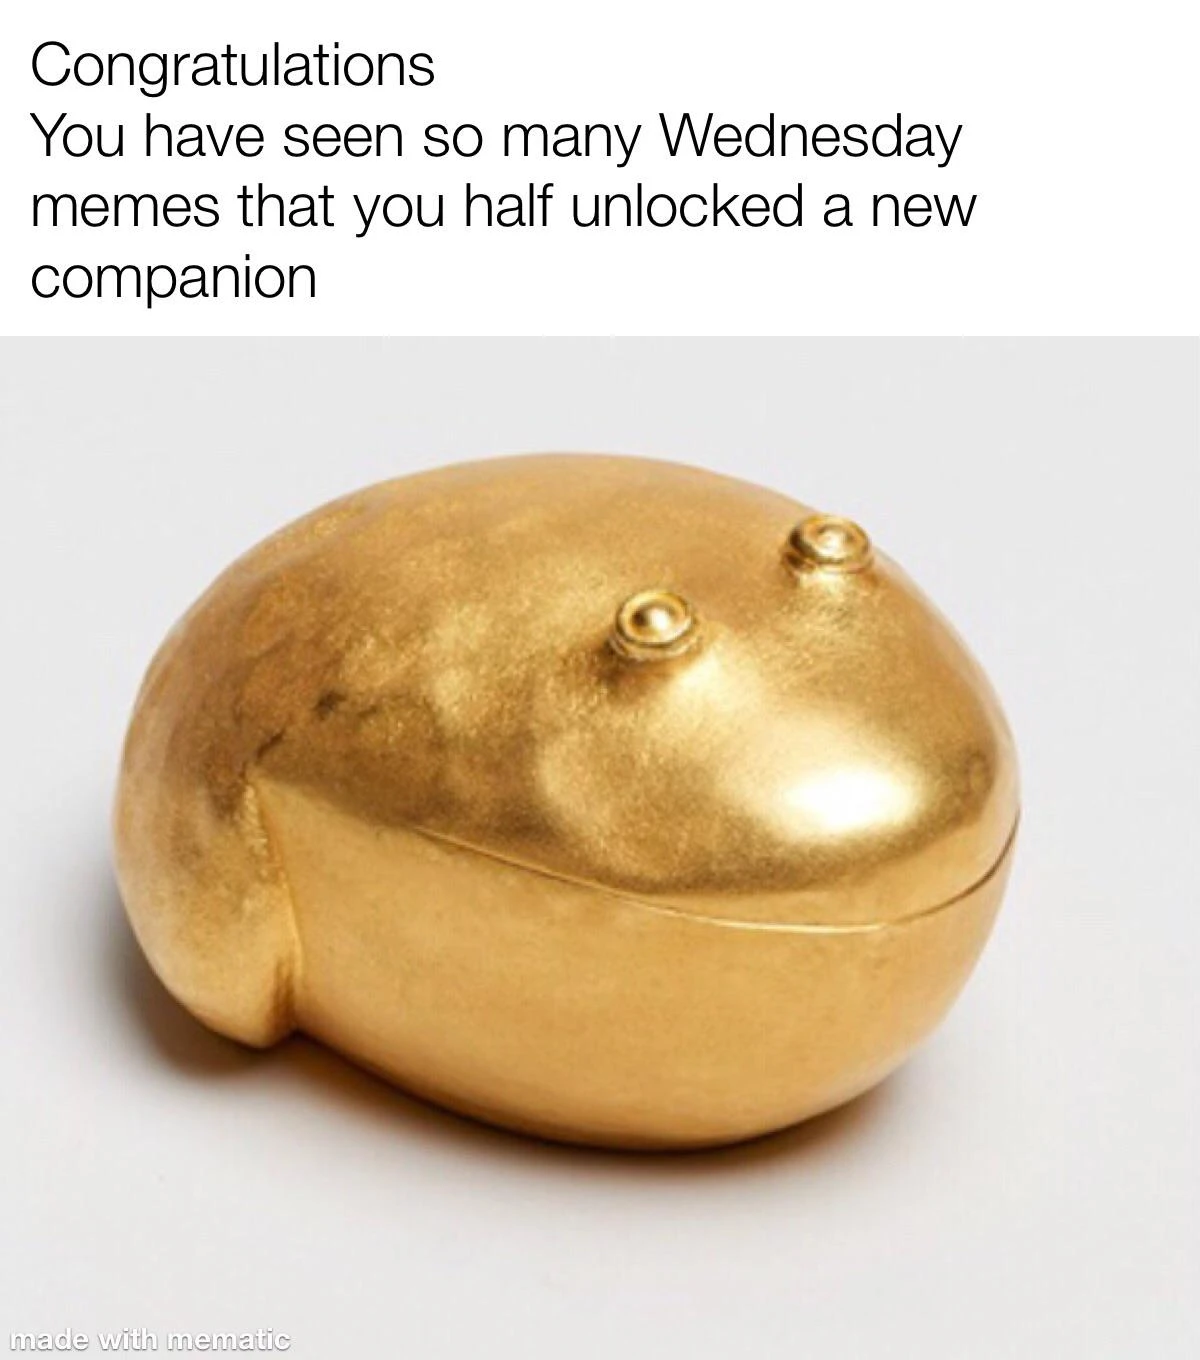 Congratulations
You have seen so many Wednesday
memes that you half unlocked a new
companion
made with mematic